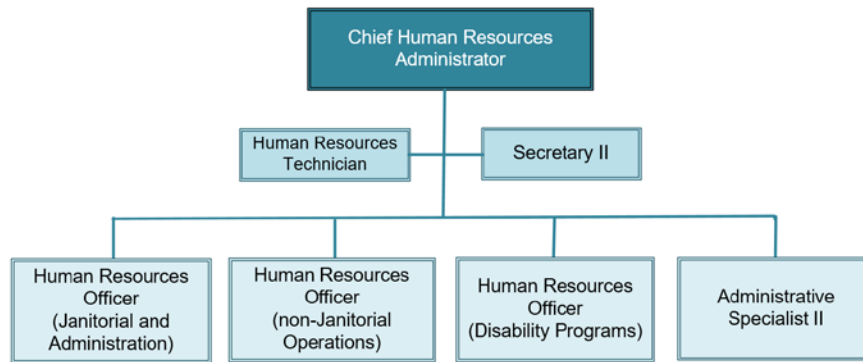 Chief Human Resources
Administrator
Human Resources
Technician
Secretary II
Human Resources
Officer
(Janitorial and
Administration)
Human Resources
Officer
(non-Janitorial
Operations)
Human Resources
Officer
(Disability Programs)
Administrative
Specialist II